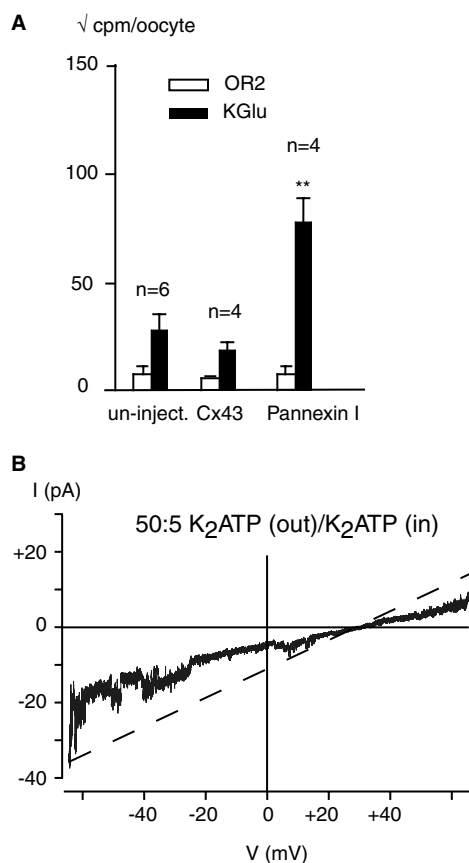 A
√ cpm/oocyte
150
OR2
KGlu
n=4
100
**
50
n=6
n=4
0
un-inject. Cx43 Pannexin I
B
I (pA)
50:5 K2ATP (out)/K2ATP (in)
+20
0
-20
-40
-40 -20 0 +20 +40
V (mV)